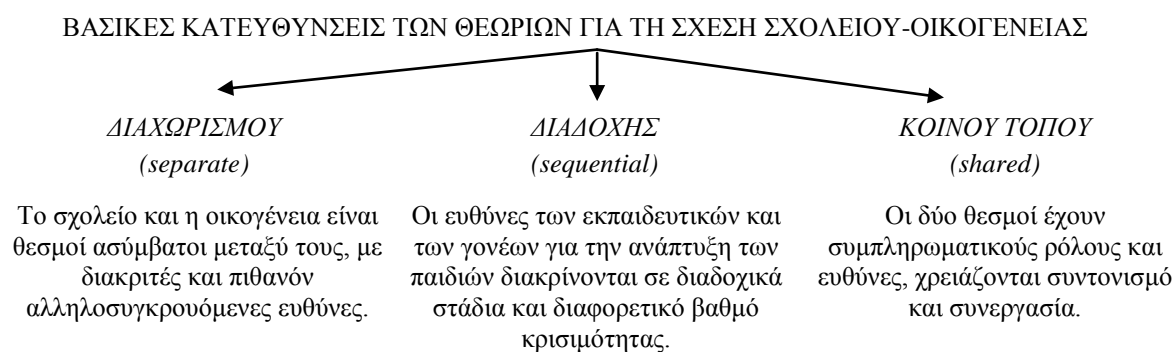 ΒΑΣΙΚΕΣ ΚΑΤΕΥΘΥΝΣΕΙΣ ΤΩΝ ΘΕΩΡΙΩΝ ΓΙΑ ΤΗ ΣΧΕΣΗ ΣΧΟΛΕΙΟΥ-ΟΙΚΟΓΕΝΕΙΑΣ
ΔΙΑΧΩΡΙΣΜΟΥ
(separate)
Το σχολείο και η οικογένεια είναι
θεσμοί ασύμβατοι μεταξύ τους, με
διακριτές και πιθανόν
αλληλοσυγκρουόμενες ευθύνες.
ΔΙΑΔΟΧΗΣ
(sequential)
Οι ευθύνες των εκπαιδευτικών και
των γονέων για την ανάπτυξη των
παιδιών διακρίνονται σε διαδοχικά
στάδια και διαφορετικό βαθμό
κρισιμότητας.
ΚΟΙΝΟΥ ΤΟΠΟΥ
(shared)
Οι δύο θεσμοί έχουν
συμπληρωματικούς ρόλους και
ευθύνες, χρειάζονται συντονισμό
και συνεργασία.